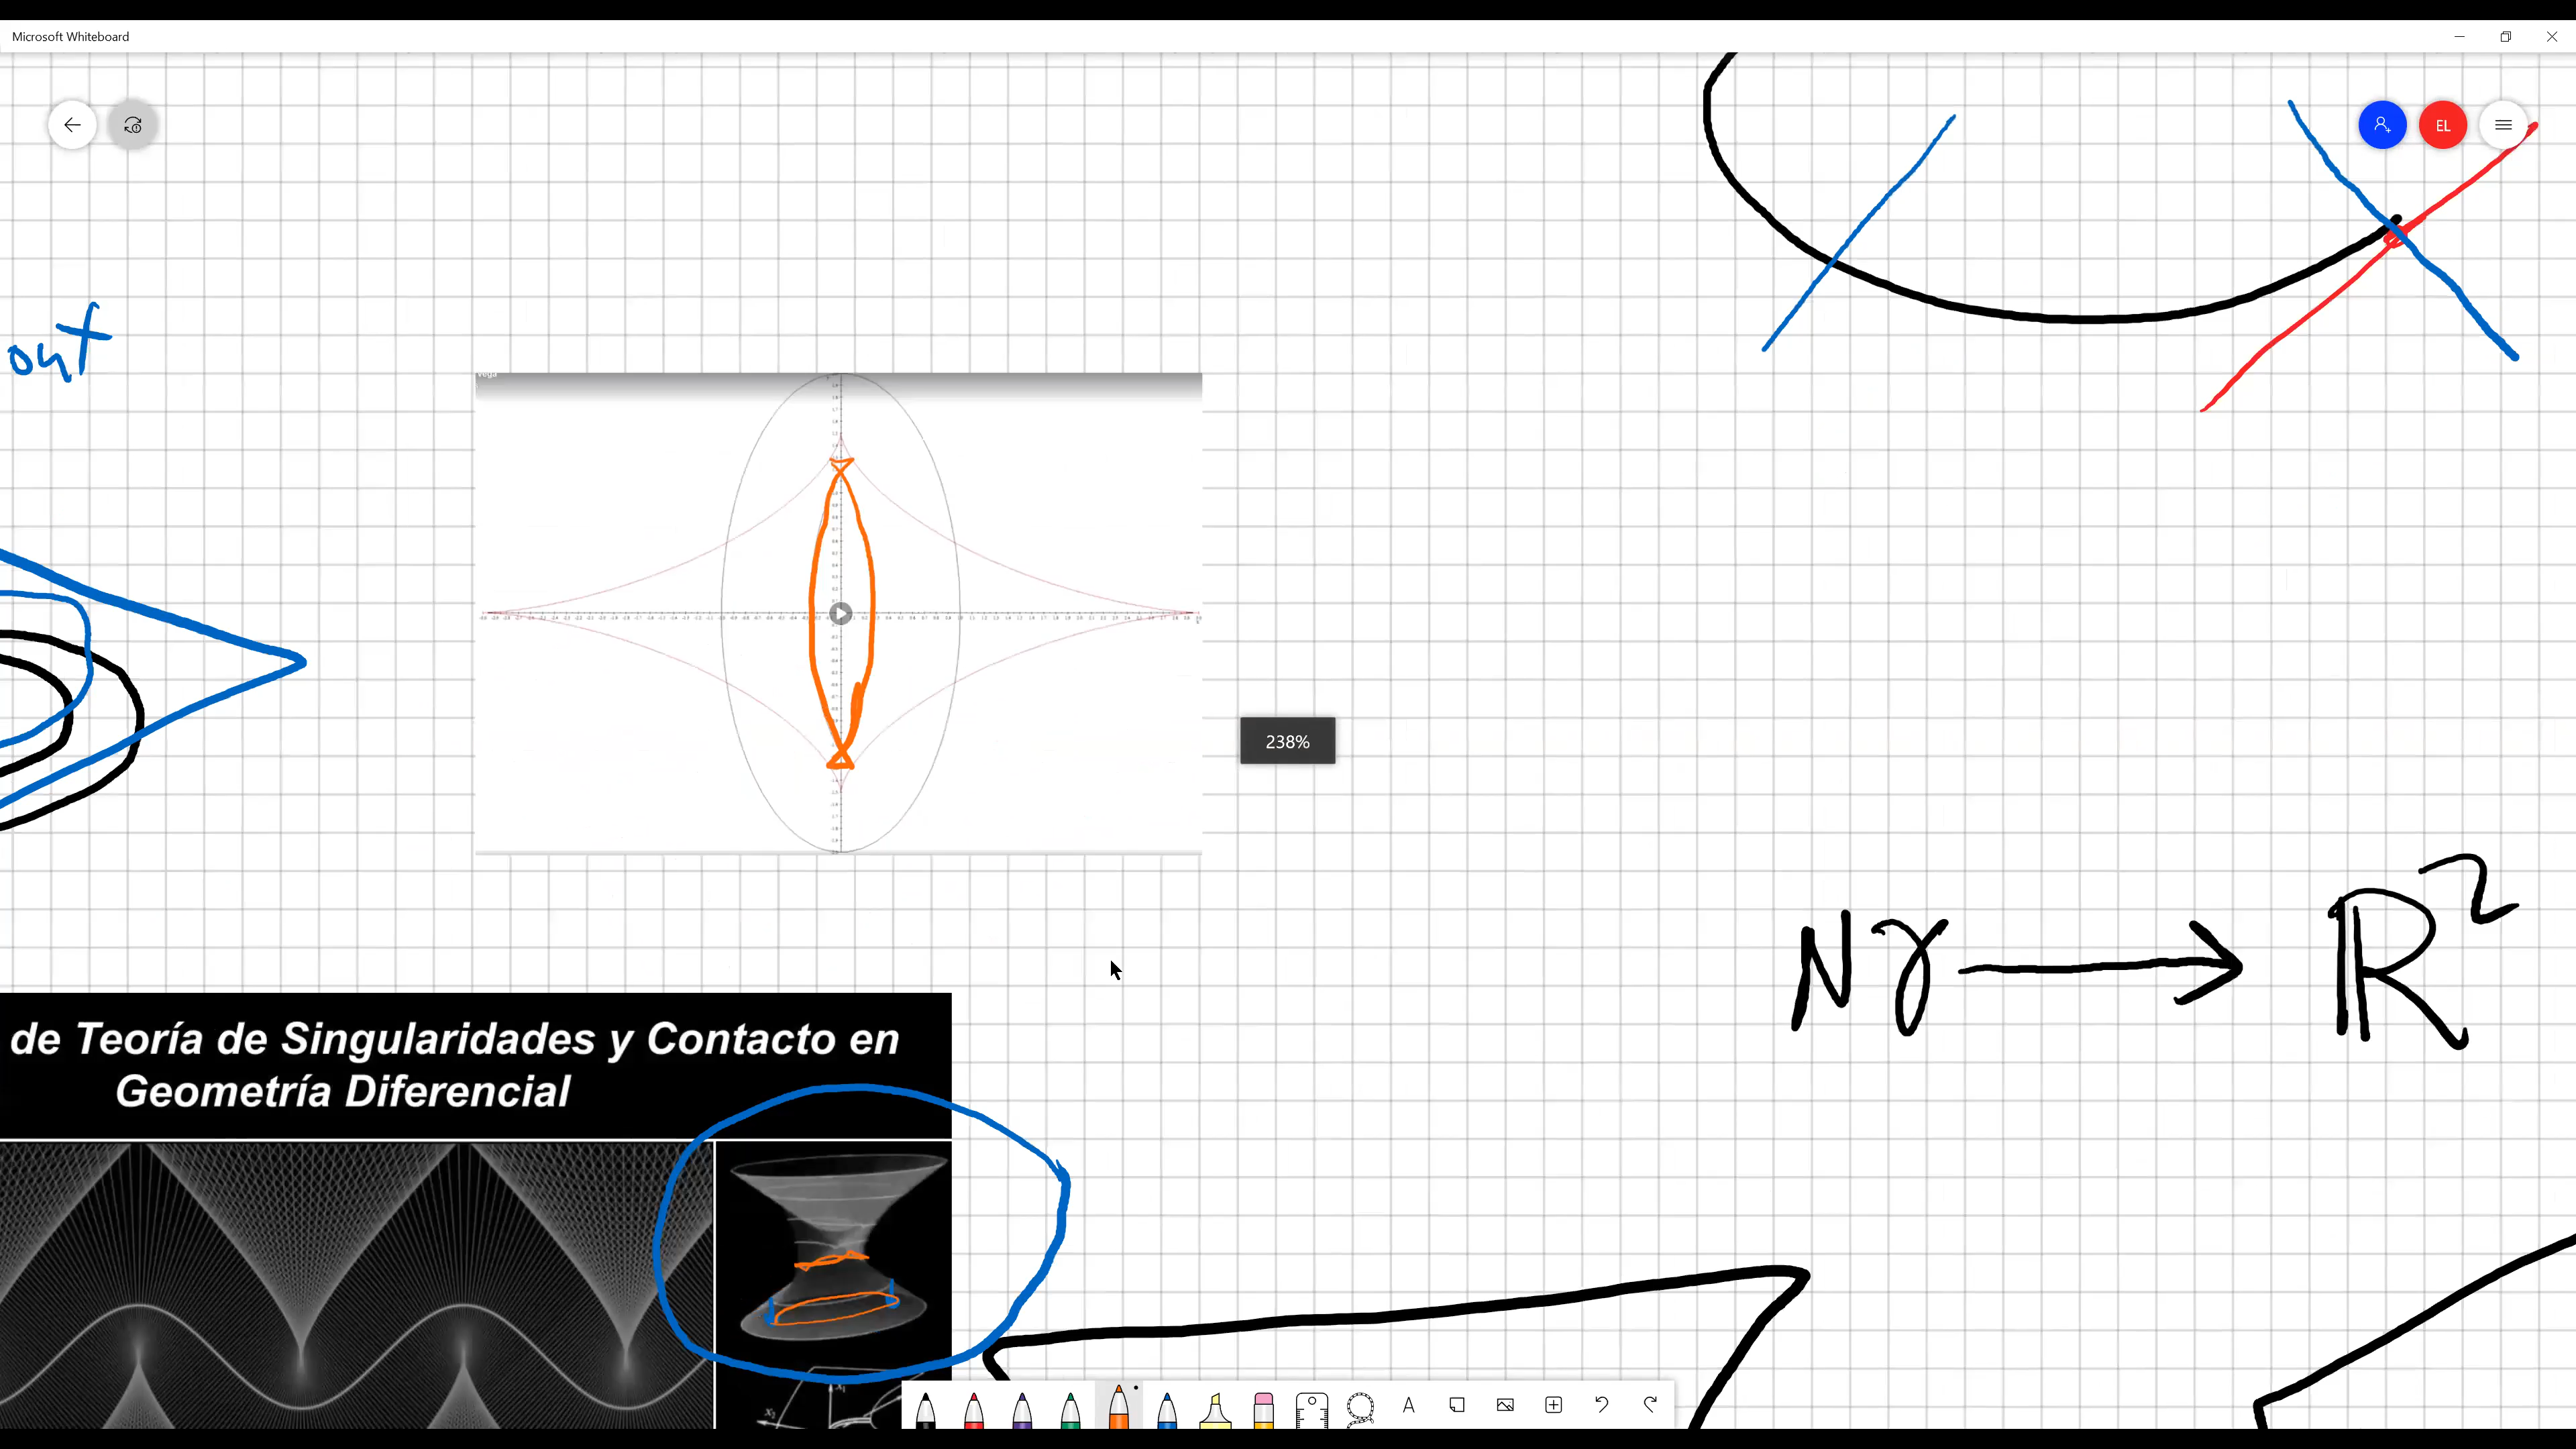 Microsoft Whiteboard
EL
out
238%
Nγ → ℝ²
de Teoría de Singularidades y Contacto en
Geometría Diferencial
A